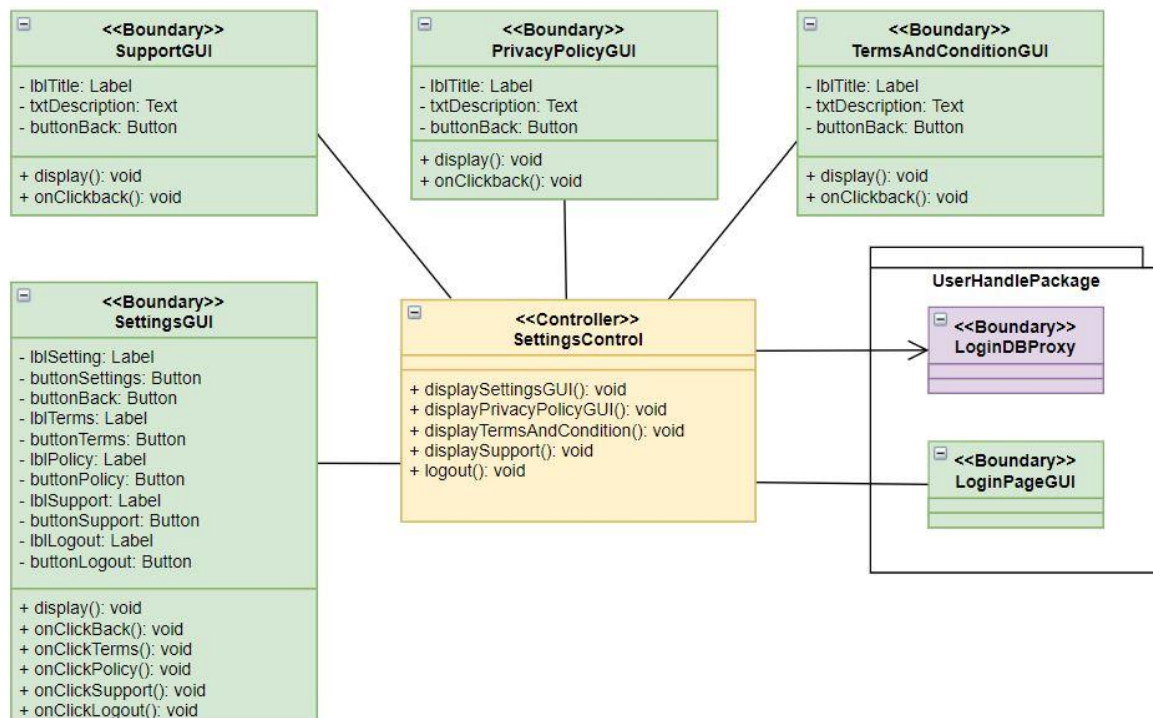 <<Boundary>>
SupportGUI
- lblTitle: Label
- txtDescription: Text
- buttonBack: Button
+ display(): void
+ onClickback(): void
<<Boundary>>
PrivacyPolicyGUI
- lblTitle: Label
- txtDescription: Text
- buttonBack: Button
+ display(): void
+ onClickback(): void
<<Boundary>>
TermsAndConditionGUI
- lblTitle: Label
- txtDescription: Text
- buttonBack: Button
+ display(): void
+ onClickback(): void
<<Boundary>>
SettingsGUI
- lblSetting: Label
- buttonSettings: Button
- buttonBack: Button
- lblTerms: Label
- buttonTerms: Button
- lblPolicy: Label
- buttonPolicy: Button
- lblSupport: Label
- buttonSupport: Button
- lblLogout: Label
- buttonLogout: Button
+ display(): void
+ onClickBack(): void
+ onClickTerms(): void
+ onClickPolicy(): void
+ onClickSupport(): void
+ onClickLogout(): void
<<Controller>>
SettingsControl
+ displaySettingsGUI(): void
+ displayPrivacyPolicyGUI(): void
+ displayTermsAndCondition(): void
+ displaySupport(): void
+ logout(): void
UserHandlePackage
<<Boundary>>
LoginDBProxy
<<Boundary>>
LoginPageGUI